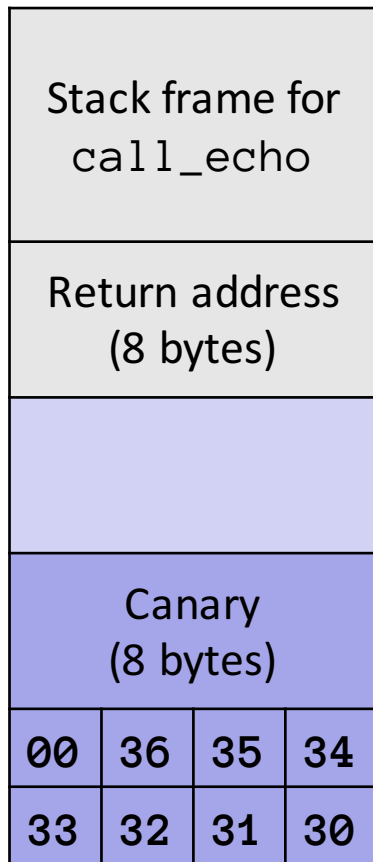 Stack frame for
call_echo
Return address
(8 bytes)
Canary
(8 bytes)
00 36 35 34
33 32 31 30